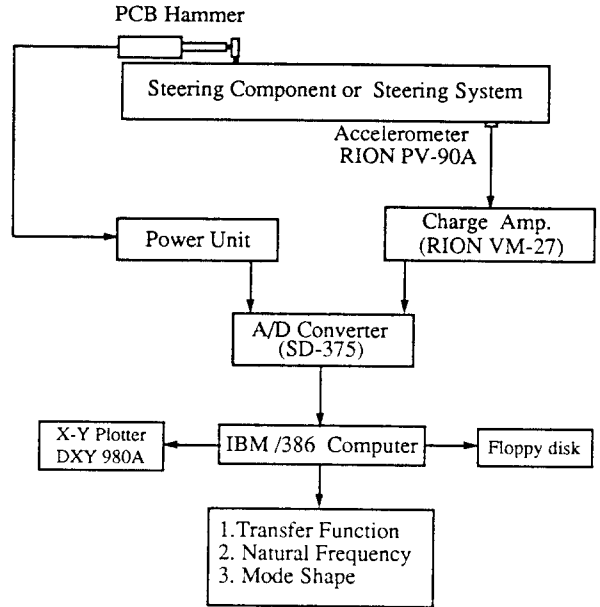 PCB Hammer
Steering Component or Steering System
Accelerometer
RION PV-90A
Power Unit
Charge Amp.
(RION VM-27)
A/D Converter
(SD-375)
X-Y Plotter
DXY 980A
IBM /386 Computer
Floppy disk
1.Transfer Function
2. Natural Frequency
3. Mode Shape